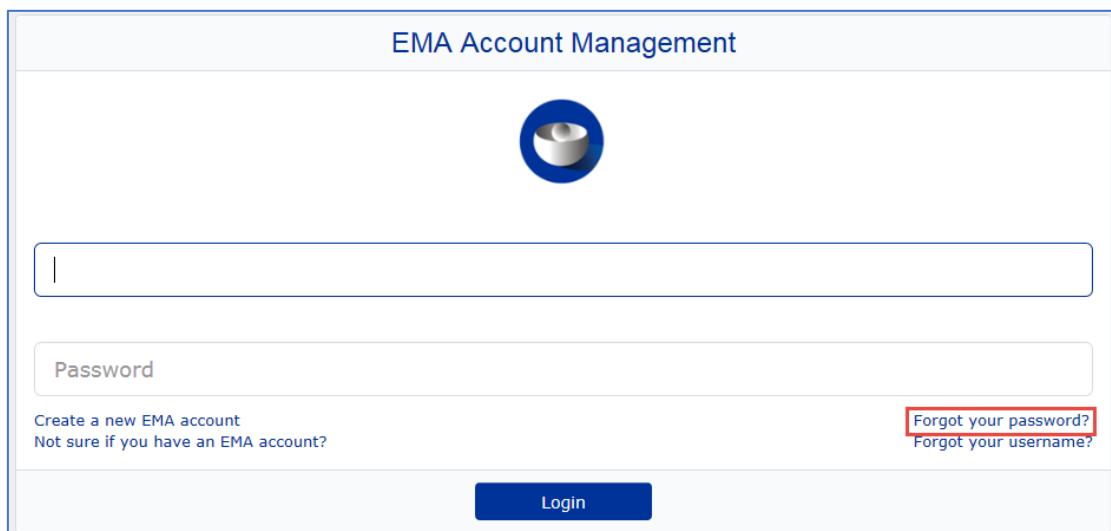 EMA Account Management
Password
Create a new EMA account
Forgot your password?
Not sure if you have an EMA account?
Forgot your username?
Login